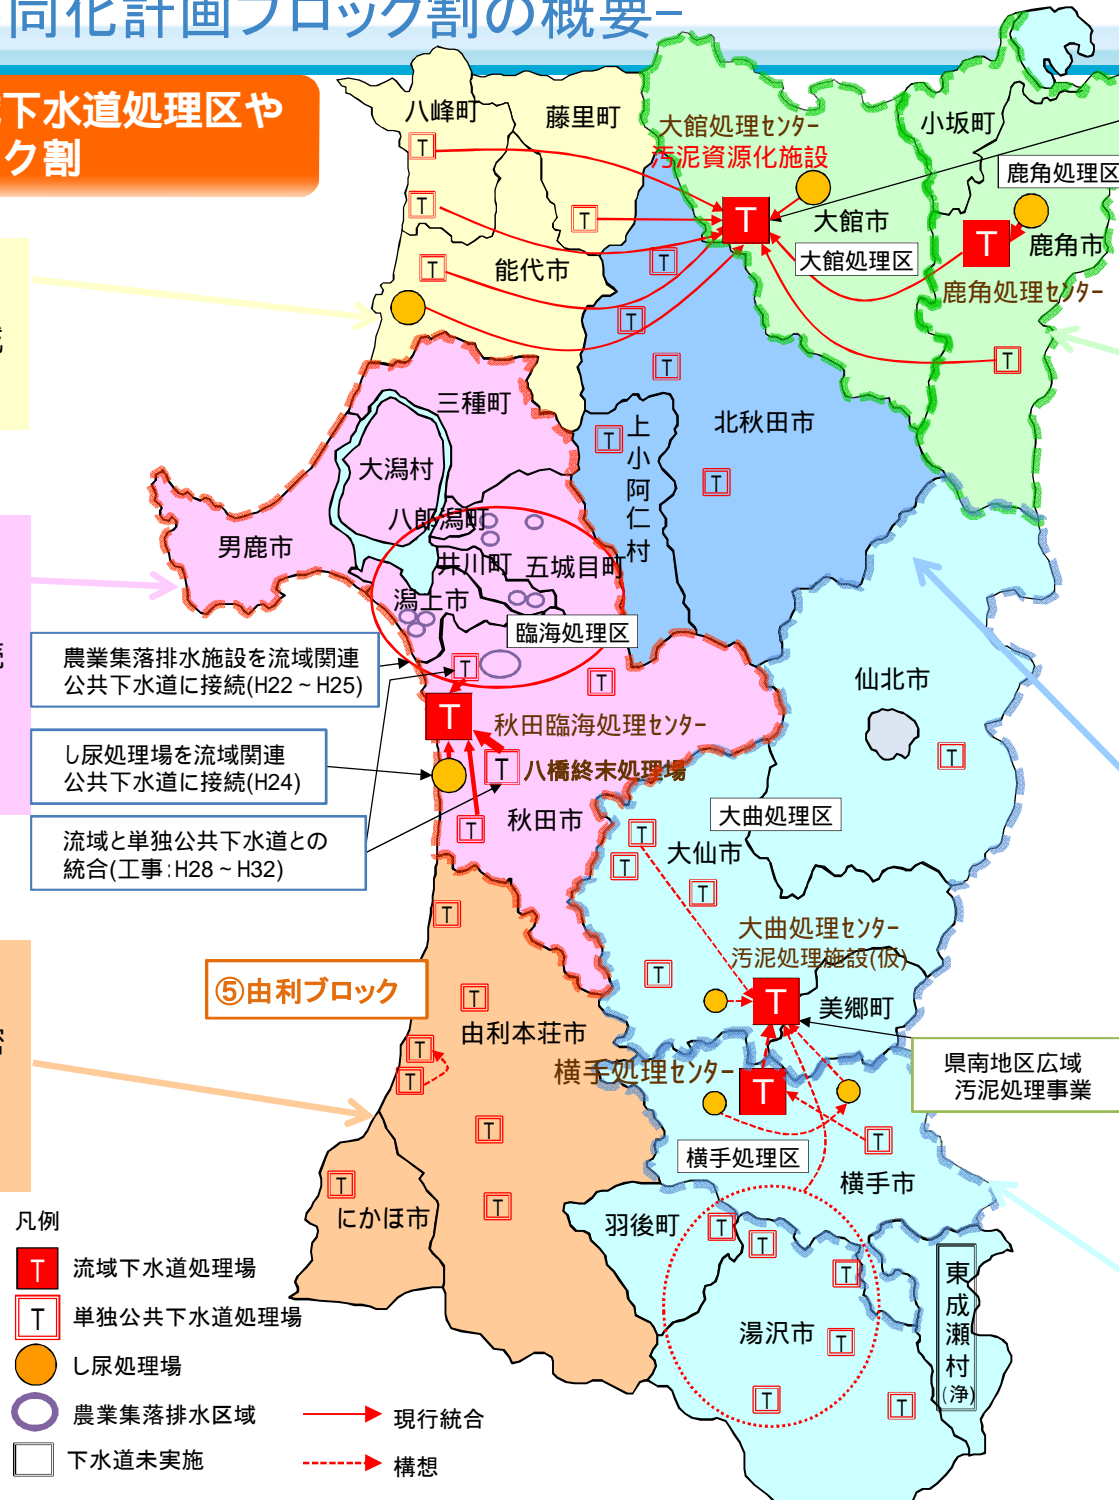 同化計画ブロック割の概要−
下水道処理区や
ク割
八峰町
藤里町
大館処理センター
汚泥資源化施設
小坂町
鹿角処理区
大館市
鹿角市
大館処理区
能代市
鹿角処理センター
三種町
北秋田市
上小阿仁村
大潟村
八郎潟町
男鹿市
井川町
五城目町
潟上市
臨海処理区
農業集落排水施設を流域関連
公共下水道に接続(H22～H25)
仙北市
秋田臨海処理センター
し尿処理場を流域関連
公共下水道に接続(H24)
八橋終末処理場
秋田市
大曲処理区
流域と単独公共下水道との
統合(工事:H28～H32)
大仙市
大曲処理センター
汚泥処理施設(仮)
⑤由利ブロック
美郷町
由利本荘市
横手処理センター
県南地区広域
汚泥処理事業
横手処理区
横手市
にかほ市
羽後町
東成瀬村(浄)
湯沢市
凡例
T 流域下水道処理場
T 単独公共下水道処理場
し尿処理場
農業集落排水区域
現行統合
下水道未実施
構想